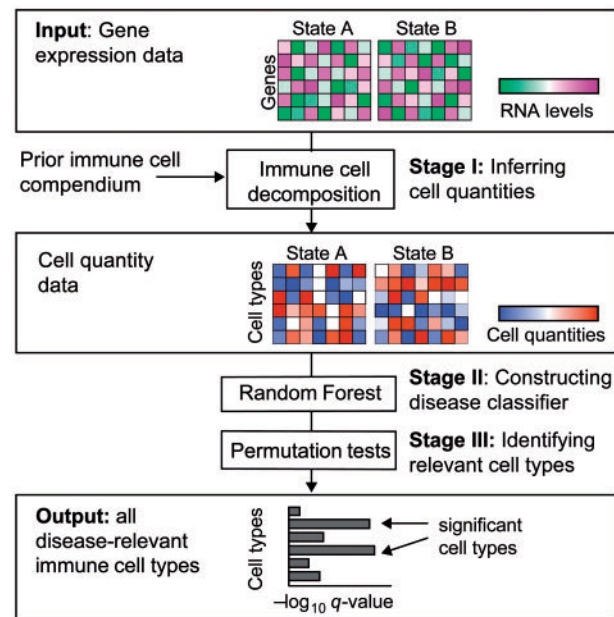 Input: Gene
expression data
State A
State B
Genes
RNA levels
Prior immune cell
compendium
Immune cell
decomposition
Stage I: Inferring
cell quantities
Cell quantity
data
State A
State B
Cell types
Cell quantities
Random Forest
Stage II: Constructing
disease classifier
Permutation tests
Stage III: Identifying
relevant cell types
Output: all
disease-relevant
immune cell types
Cell types
significant
cell types
–log10 q-value